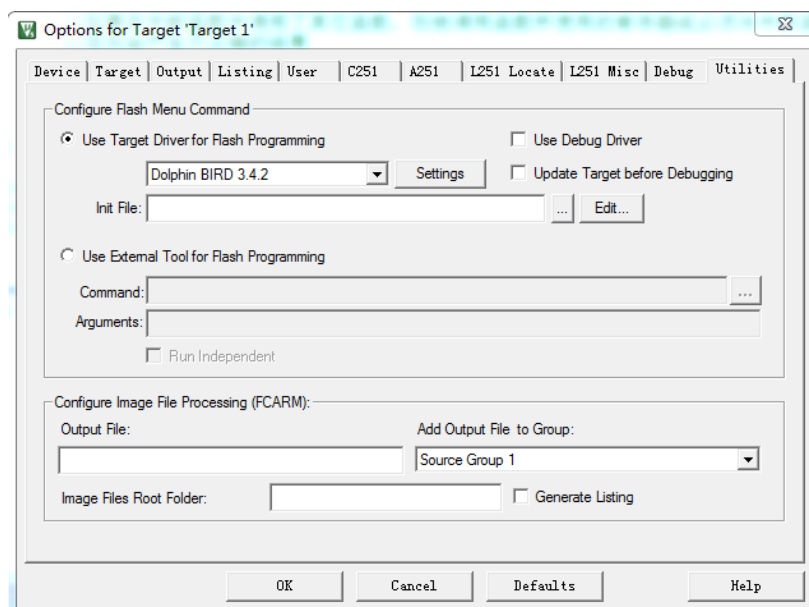 Options for Target 'Target 1'
Device Target Output Listing User C251 A251 L251 Locate L251 Misc Debug Utilities
Configure Flash Menu Command
Use Target Driver for Flash Programming Use Debug Driver
Dolphin BIRD 3.4.2 Settings Update Target before Debugging
Init File: ... Edit...
Use External Tool for Flash Programming
Command: ...
Arguments:
Run Independent
Configure Image File Processing (FCARM):
Output File: Add Output File to Group:
Source Group 1
Image Files Root Folder: Generate Listing
OK Cancel Defaults Help